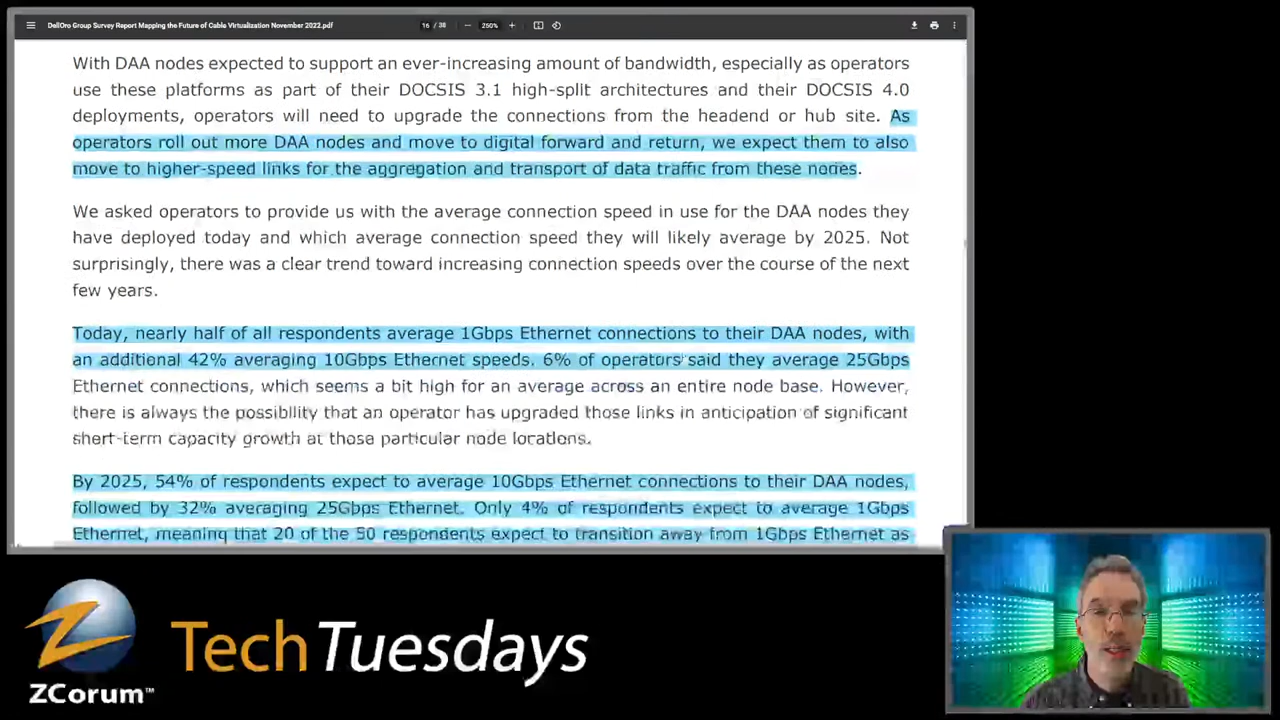 DellOro Group Survey Report Mapping the Future of Cable Virtualization November 2022.pdf
16 / 38
250%
With DAA nodes expected to support an ever-increasing amount of bandwidth, especially as operators
use these platforms as part of their DOCSIS 3.1 high-split architectures and their DOCSIS 4.0
deployments, operators will need to upgrade the connections from the headend or hub site. As
operators roll out more DAA nodes and move to digital forward and return, we expect them to also
move to higher-speed links for the aggregation and transport of data traffic from these nodes.
We asked operators to provide us with the average connection speed in use for the DAA nodes they
have deployed today and which average connection speed they will likely average by 2025. Not
surprisingly, there was a clear trend toward increasing connection speeds over the course of the next
few years.
Today, nearly half of all respondents average 1Gbps Ethernet connections to their DAA nodes, with
an additional 42% averaging 10Gbps Ethernet speeds. 6% of operators said they average 25Gbps
Ethernet connections, which seems a bit high for an average across an entire node base. However,
there is always the possibility that an operator has upgraded those links in anticipation of significant
short-term capacity growth at those particular node locations.
By 2025, 54% of respondents expect to average 10Gbps Ethernet connections to their DAA nodes,
followed by 32% averaging 25Gbps Ethernet. Only 4% of respondents expect to average 1Gbps
Ethernet, meaning that 20 of the 50 respondents expect to transition away from 1Gbps Ethernet as
TechTuesdays
ZCorum™